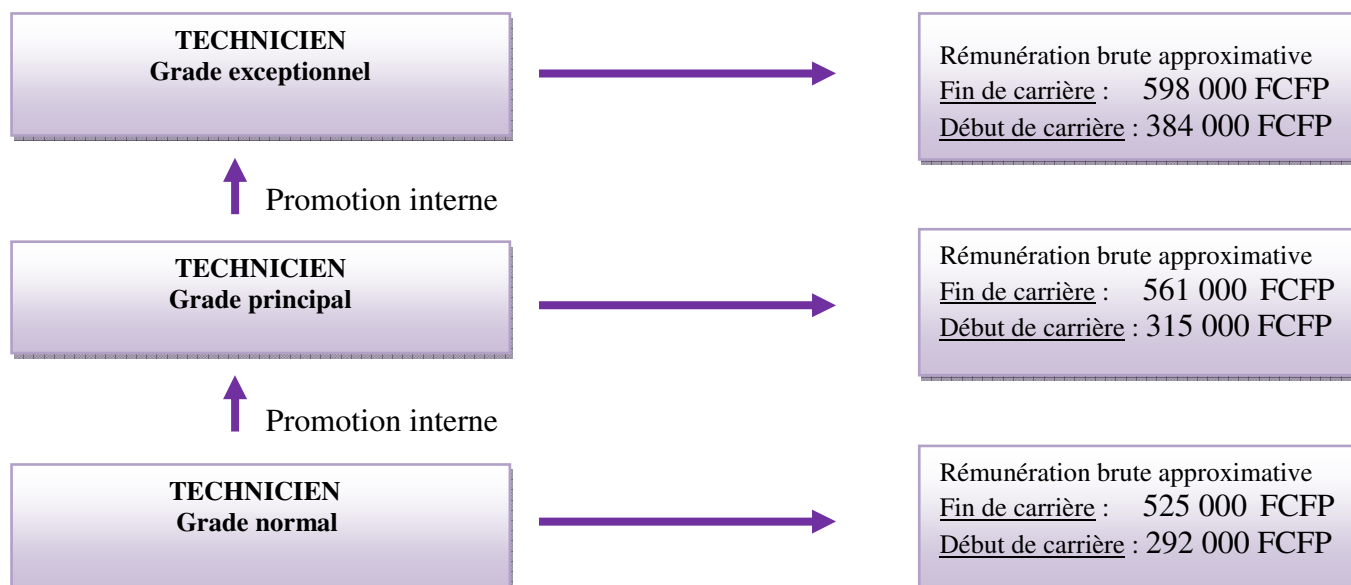 TECHNICIEN
Grade exceptionnel
Rémunération brute approximative
Fin de carrière : 598 000 FCFP
Début de carrière : 384 000 FCFP
Promotion interne
TECHNICIEN
Grade principal
Rémunération brute approximative
Fin de carrière : 561 000 FCFP
Début de carrière : 315 000 FCFP
Promotion interne
TECHNICIEN
Grade normal
Rémunération brute approximative
Fin de carrière : 525 000 FCFP
Début de carrière : 292 000 FCFP